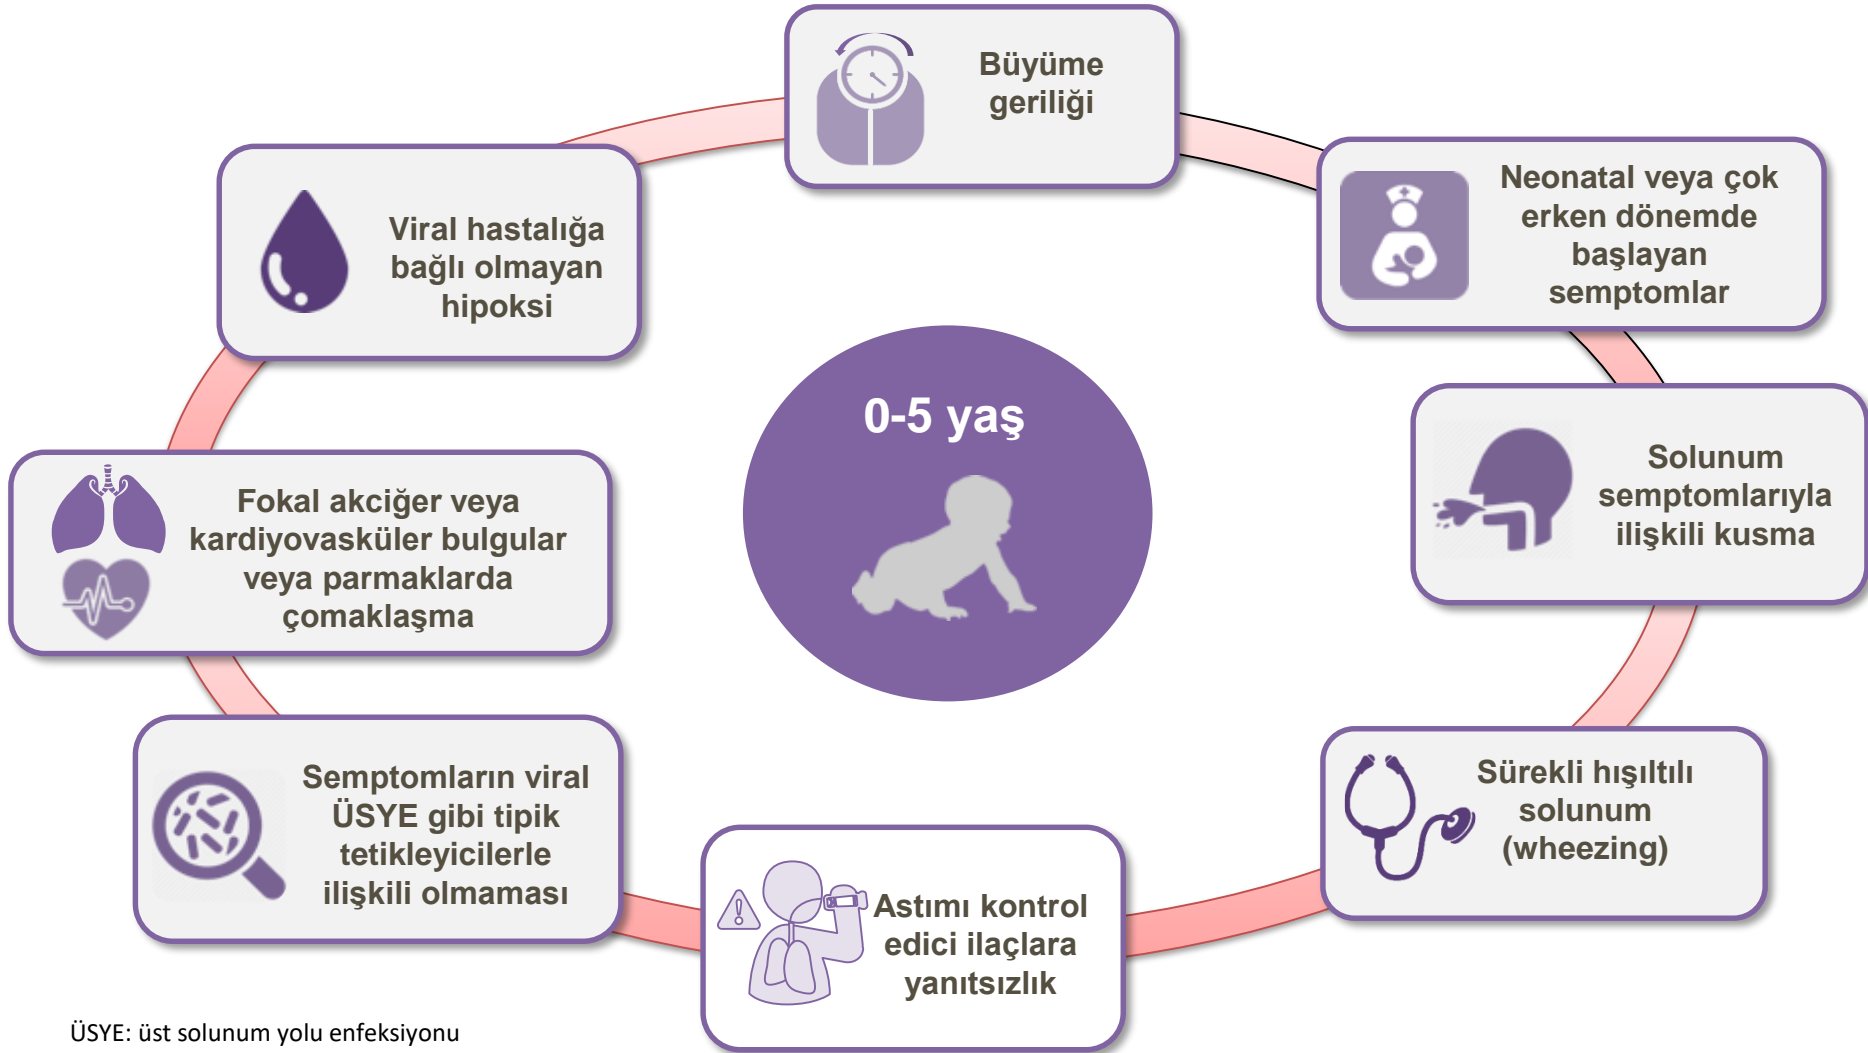 Büyüme
geriliği
Neonatal veya çok
erken dönemde
başlayan
semptomlar
Solunum
semptomlarıyla
ilişkili kusma
Sürekli hışıltılı
solunum
(wheezing)
Astımı kontrol
edici ilaçlara
yanıtsızlık
Semptomların viral
ÜSYE gibi tipik
tetikleyicilerle
ilişkili olmaması
Fokal akciğer veya
kardiyovasküler bulgular
veya parmaklarda
çomaklaşma
Viral hastalığa
bağlı olmayan
hipoksi
0-5 yaş
ÜSYE: üst solunum yolu enfeksiyonu